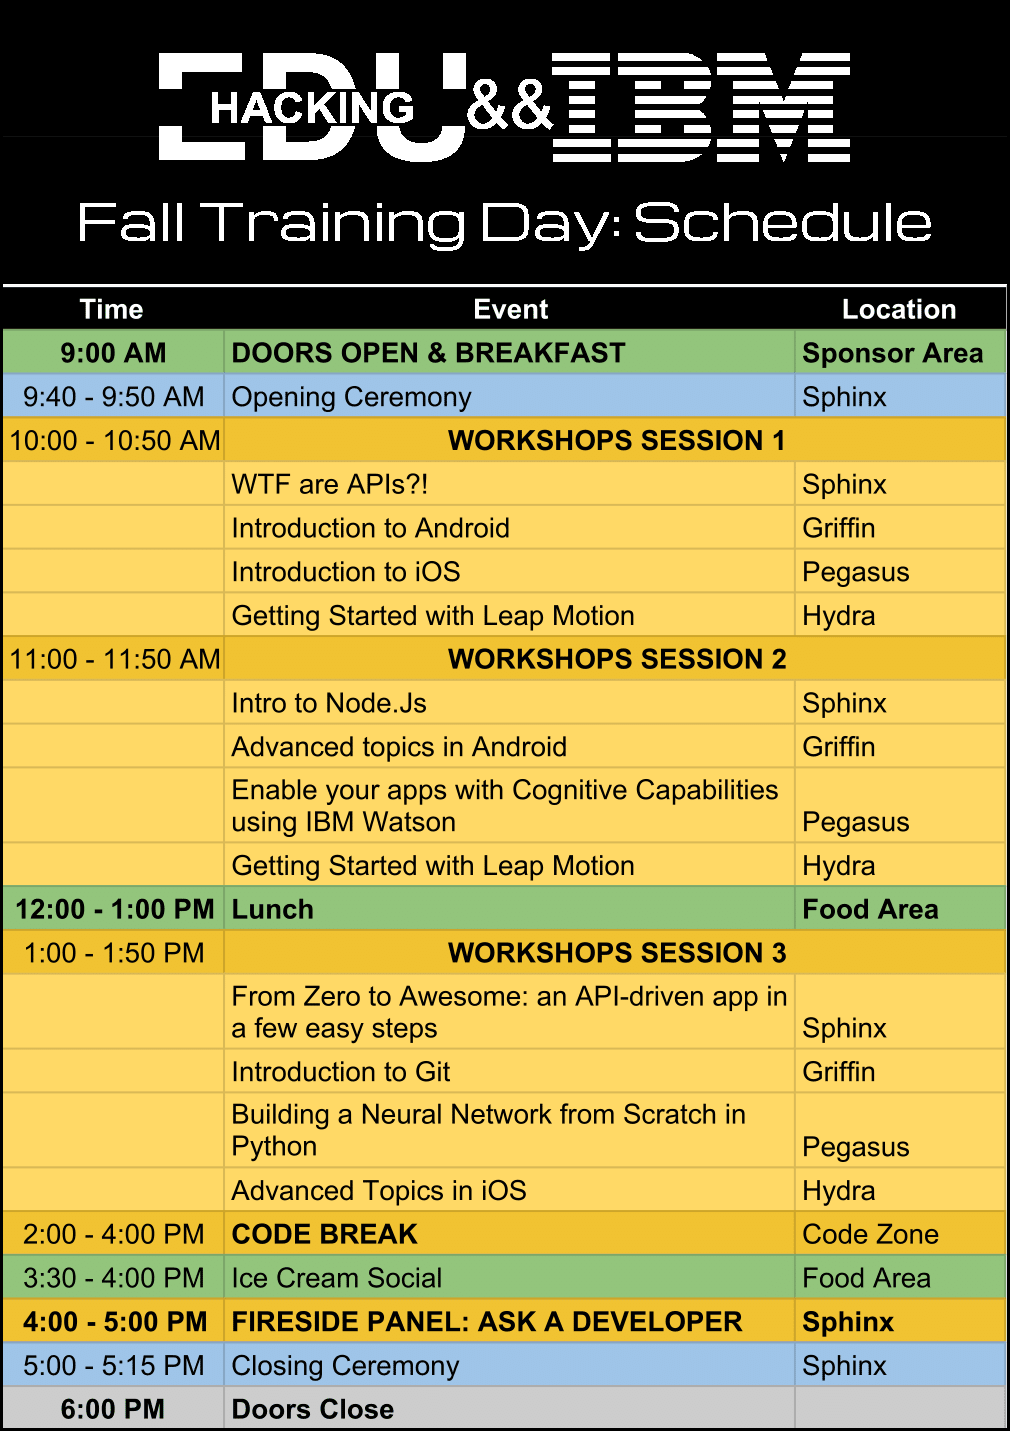 EDU
HACKING
&&
IBM
Fall Training Day: Schedule
Time Event Location
9:00 AM DOORS OPEN & BREAKFAST Sponsor Area
9:40 - 9:50 AM Opening Ceremony Sphinx
10:00 - 10:50 AM WORKSHOPS SESSION 1
WTF are APIs?! Sphinx
Introduction to Android Griffin
Introduction to iOS Pegasus
Getting Started with Leap Motion Hydra
11:00 - 11:50 AM WORKSHOPS SESSION 2
Intro to Node.Js Sphinx
Advanced topics in Android Griffin
Enable your apps with Cognitive Capabilities
using IBM Watson Pegasus
Getting Started with Leap Motion Hydra
12:00 - 1:00 PM Lunch Food Area
1:00 - 1:50 PM WORKSHOPS SESSION 3
From Zero to Awesome: an API-driven app in
a few easy steps Sphinx
Introduction to Git Griffin
Building a Neural Network from Scratch in
Python Pegasus
Advanced Topics in iOS Hydra
2:00 - 4:00 PM CODE BREAK Code Zone
3:30 - 4:00 PM Ice Cream Social Food Area
4:00 - 5:00 PM FIRESIDE PANEL: ASK A DEVELOPER Sphinx
5:00 - 5:15 PM Closing Ceremony Sphinx
6:00 PM Doors Close